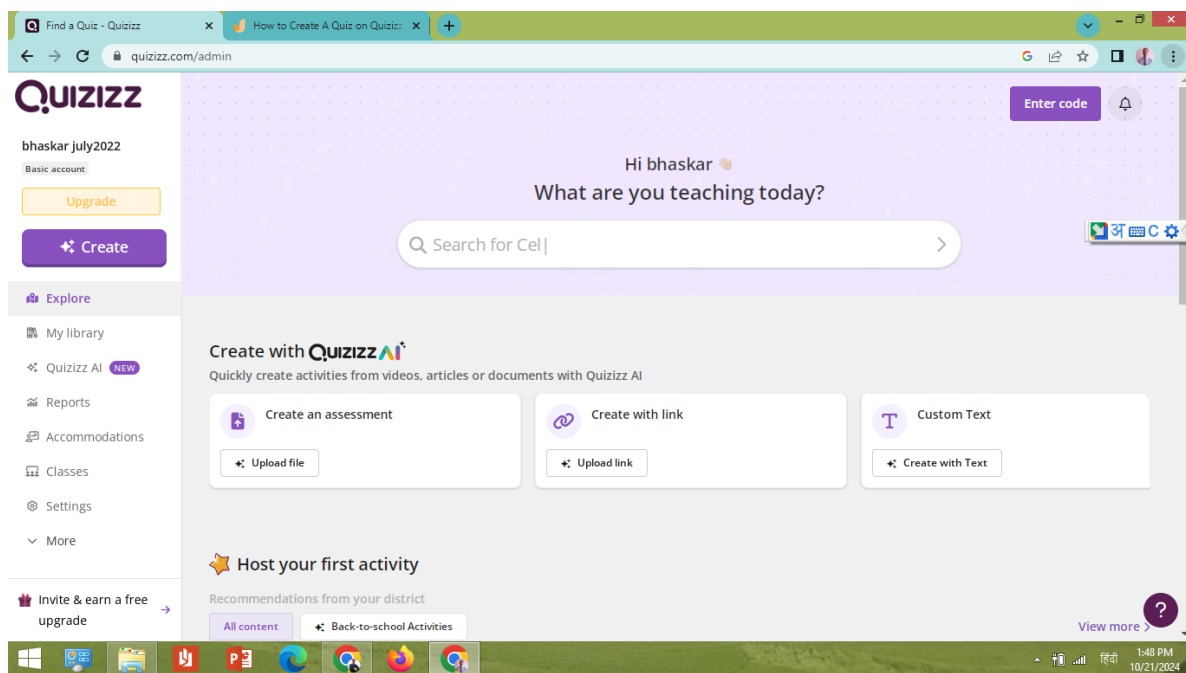 Find a Quiz - Quizizz
How to Create A Quiz on Quiziz
quizizz.com/admin
QUIZIZZ
Enter code
bhaskar july2022
Basic account
Upgrade
Create
Hi bhaskar
What are you teaching today?
Search for Cel
अ
C
Explore
My library
Quizizz AI NEW
Reports
Accommodations
Classes
Settings
More
Invite & earn a free
upgrade
Create with QUIZIZZ AI
Quickly create activities from videos, articles or documents with Quizizz AI
Create an assessment
Upload file
Create with link
Upload link
T Custom Text
Create with Text
Host your first activity
Recommendations from your district
All content
Back-to-school Activities
View more
?
हिंदी
1:48 PM
10/21/2024